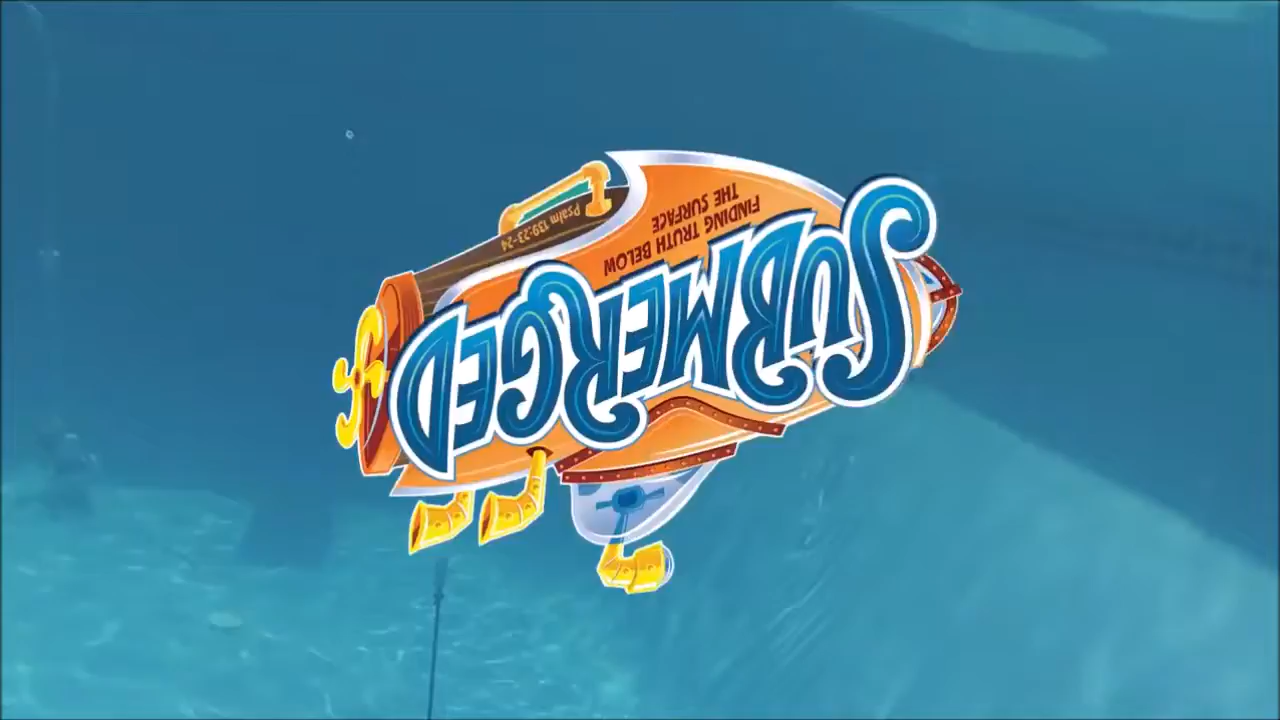 SUBMERGED
FINDING TRUTH BELOW
THE SURFACE
Psalm 139:23-24